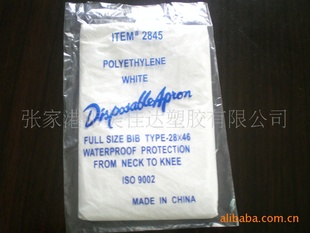 ITEM# 2845
POLYETHYLENE
WHITE
Disposable Apron
FULL SIZE BIB TYPE-28x46
WATERPROOF PROTECTION
FROM NECK TO KNEE
ISO 9002
MADE IN CHINA
张家港 美佳达塑胶有限公
alibaba.com.cn